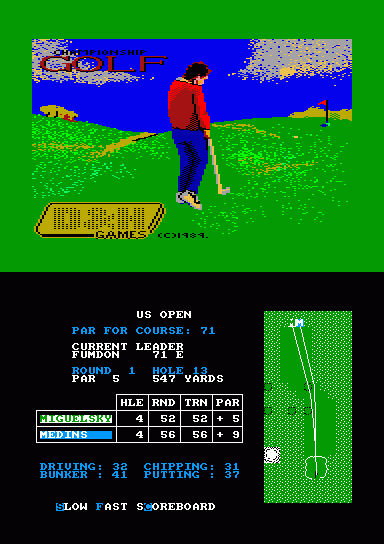 CHAMPIONSHIP
GOLF
D&H
GAMES (C)1989.
US OPEN
PAR FOR COURSE: 71
CURRENT LEADER
FUMDON 71 E
ROUND 1 HOLE 13
PAR 5 547 YARDS
HLE RND TRN PAR
MIGUELSKY 4 52 52 + 5
MEDINS 4 56 56 + 9
DRIVING: 32 CHIPPING: 31
BUNKER : 41 PUTTING : 37
SLOW FAST SCOREBOARD
M